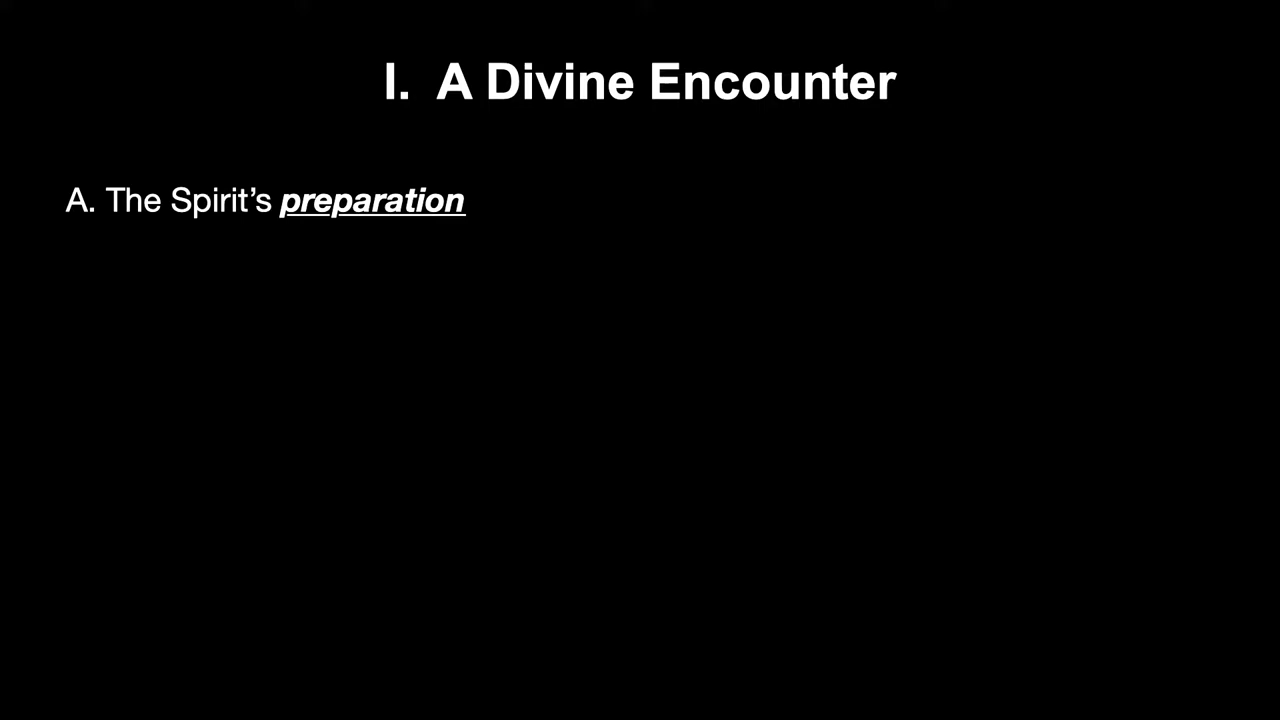 I. A Divine Encounter
A. The Spirit’s preparation